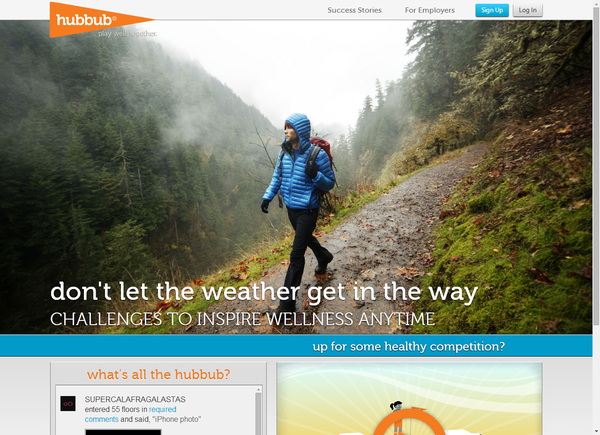 hubbub®
play well, together.
Success Stories
For Employers
Sign Up
Log In
don't let the weather get in the way
CHALLENGES TO INSPIRE WELLNESS ANYTIME
up for some healthy competition?
what's all the hubbub?
SUPERCALAFRAGALASTAS
entered 55 floors in required
comments and said, "iPhone photo"